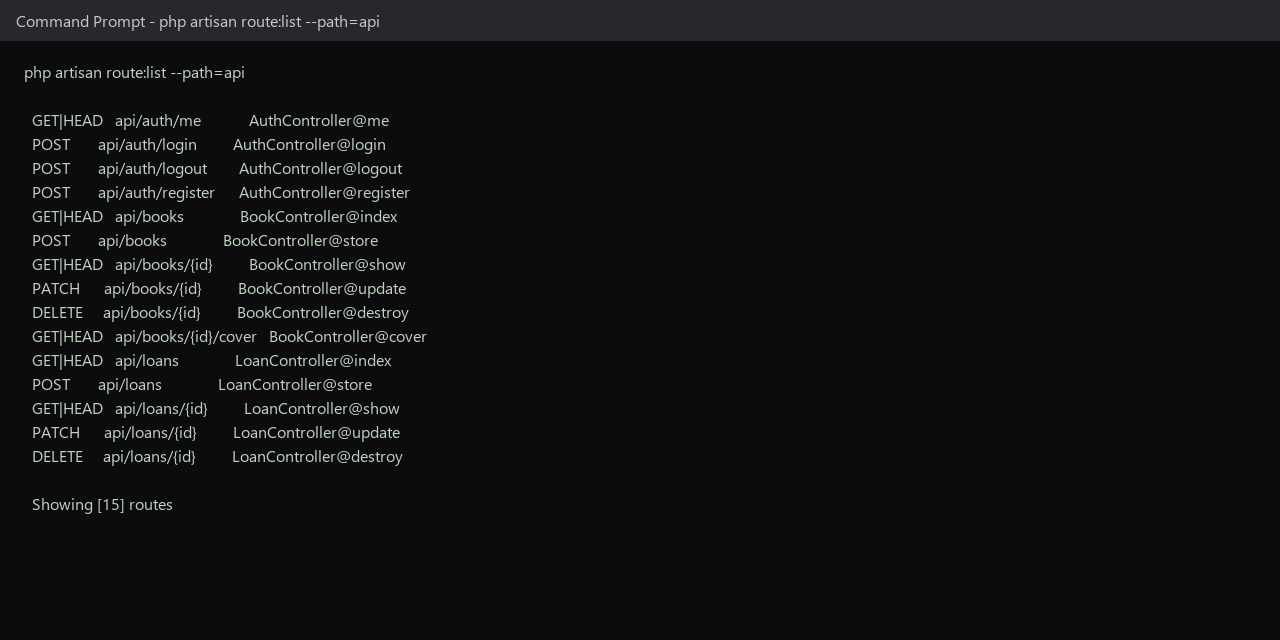 Command Prompt - php artisan route:list --path=api
php artisan route:list --path=api
GET|HEAD api/auth/me AuthController@me
POST api/auth/login AuthController@login
POST api/auth/logout AuthController@logout
POST api/auth/register AuthController@register
GET|HEAD api/books BookController@index
POST api/books BookController@store
GET|HEAD api/books/{id} BookController@show
PATCH api/books/{id} BookController@update
DELETE api/books/{id} BookController@destroy
GET|HEAD api/books/{id}/cover BookController@cover
GET|HEAD api/loans LoanController@index
POST api/loans LoanController@store
GET|HEAD api/loans/{id} LoanController@show
PATCH api/loans/{id} LoanController@update
DELETE api/loans/{id} LoanController@destroy
Showing [15] routes